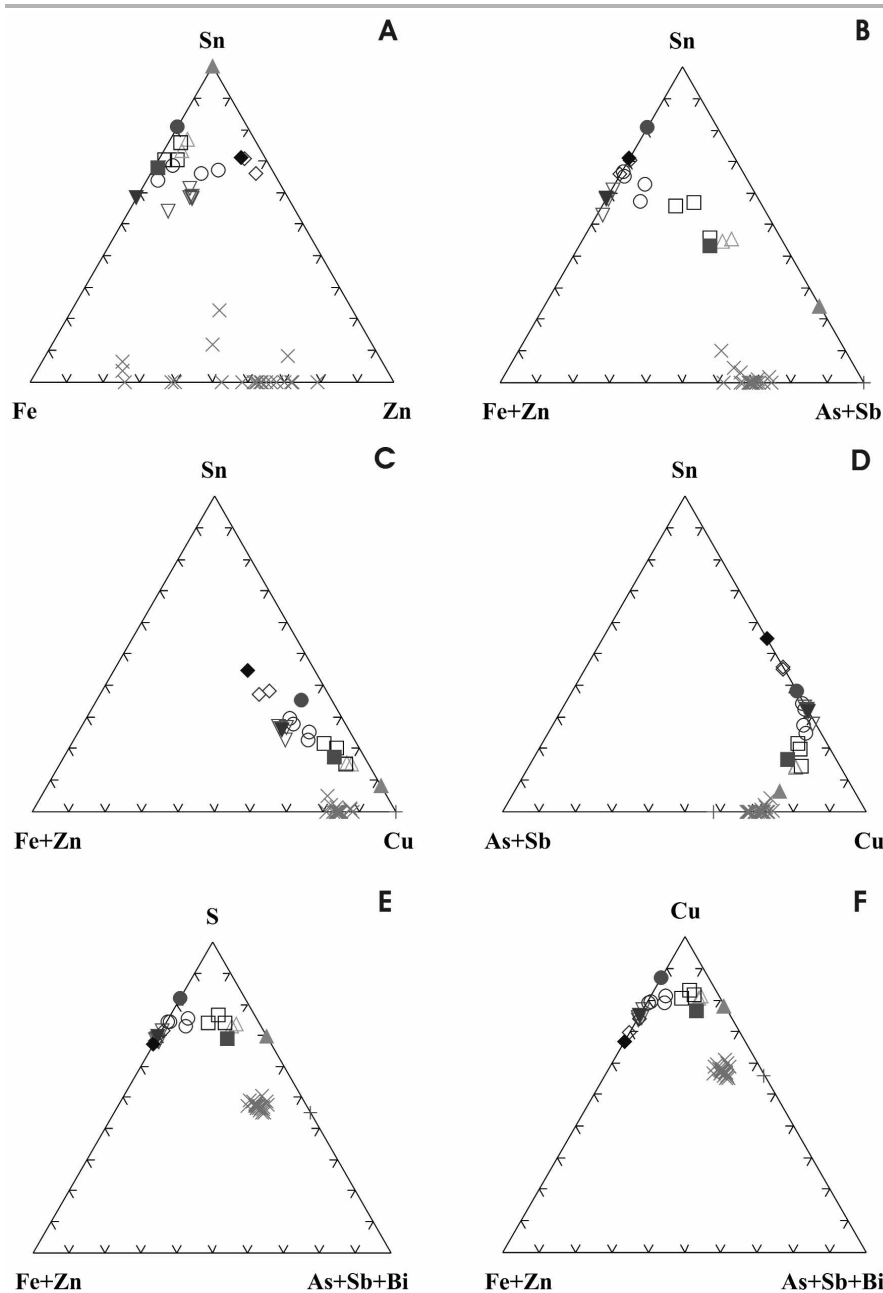 A
Sn
Fe
Zn
B
Sn
Fe+Zn
As+Sb
C
Sn
Fe+Zn
Cu
D
Sn
As+Sb
Cu
E
S
Fe+Zn
As+Sb+Bi
F
Cu
Fe+Zn
As+Sb+Bi